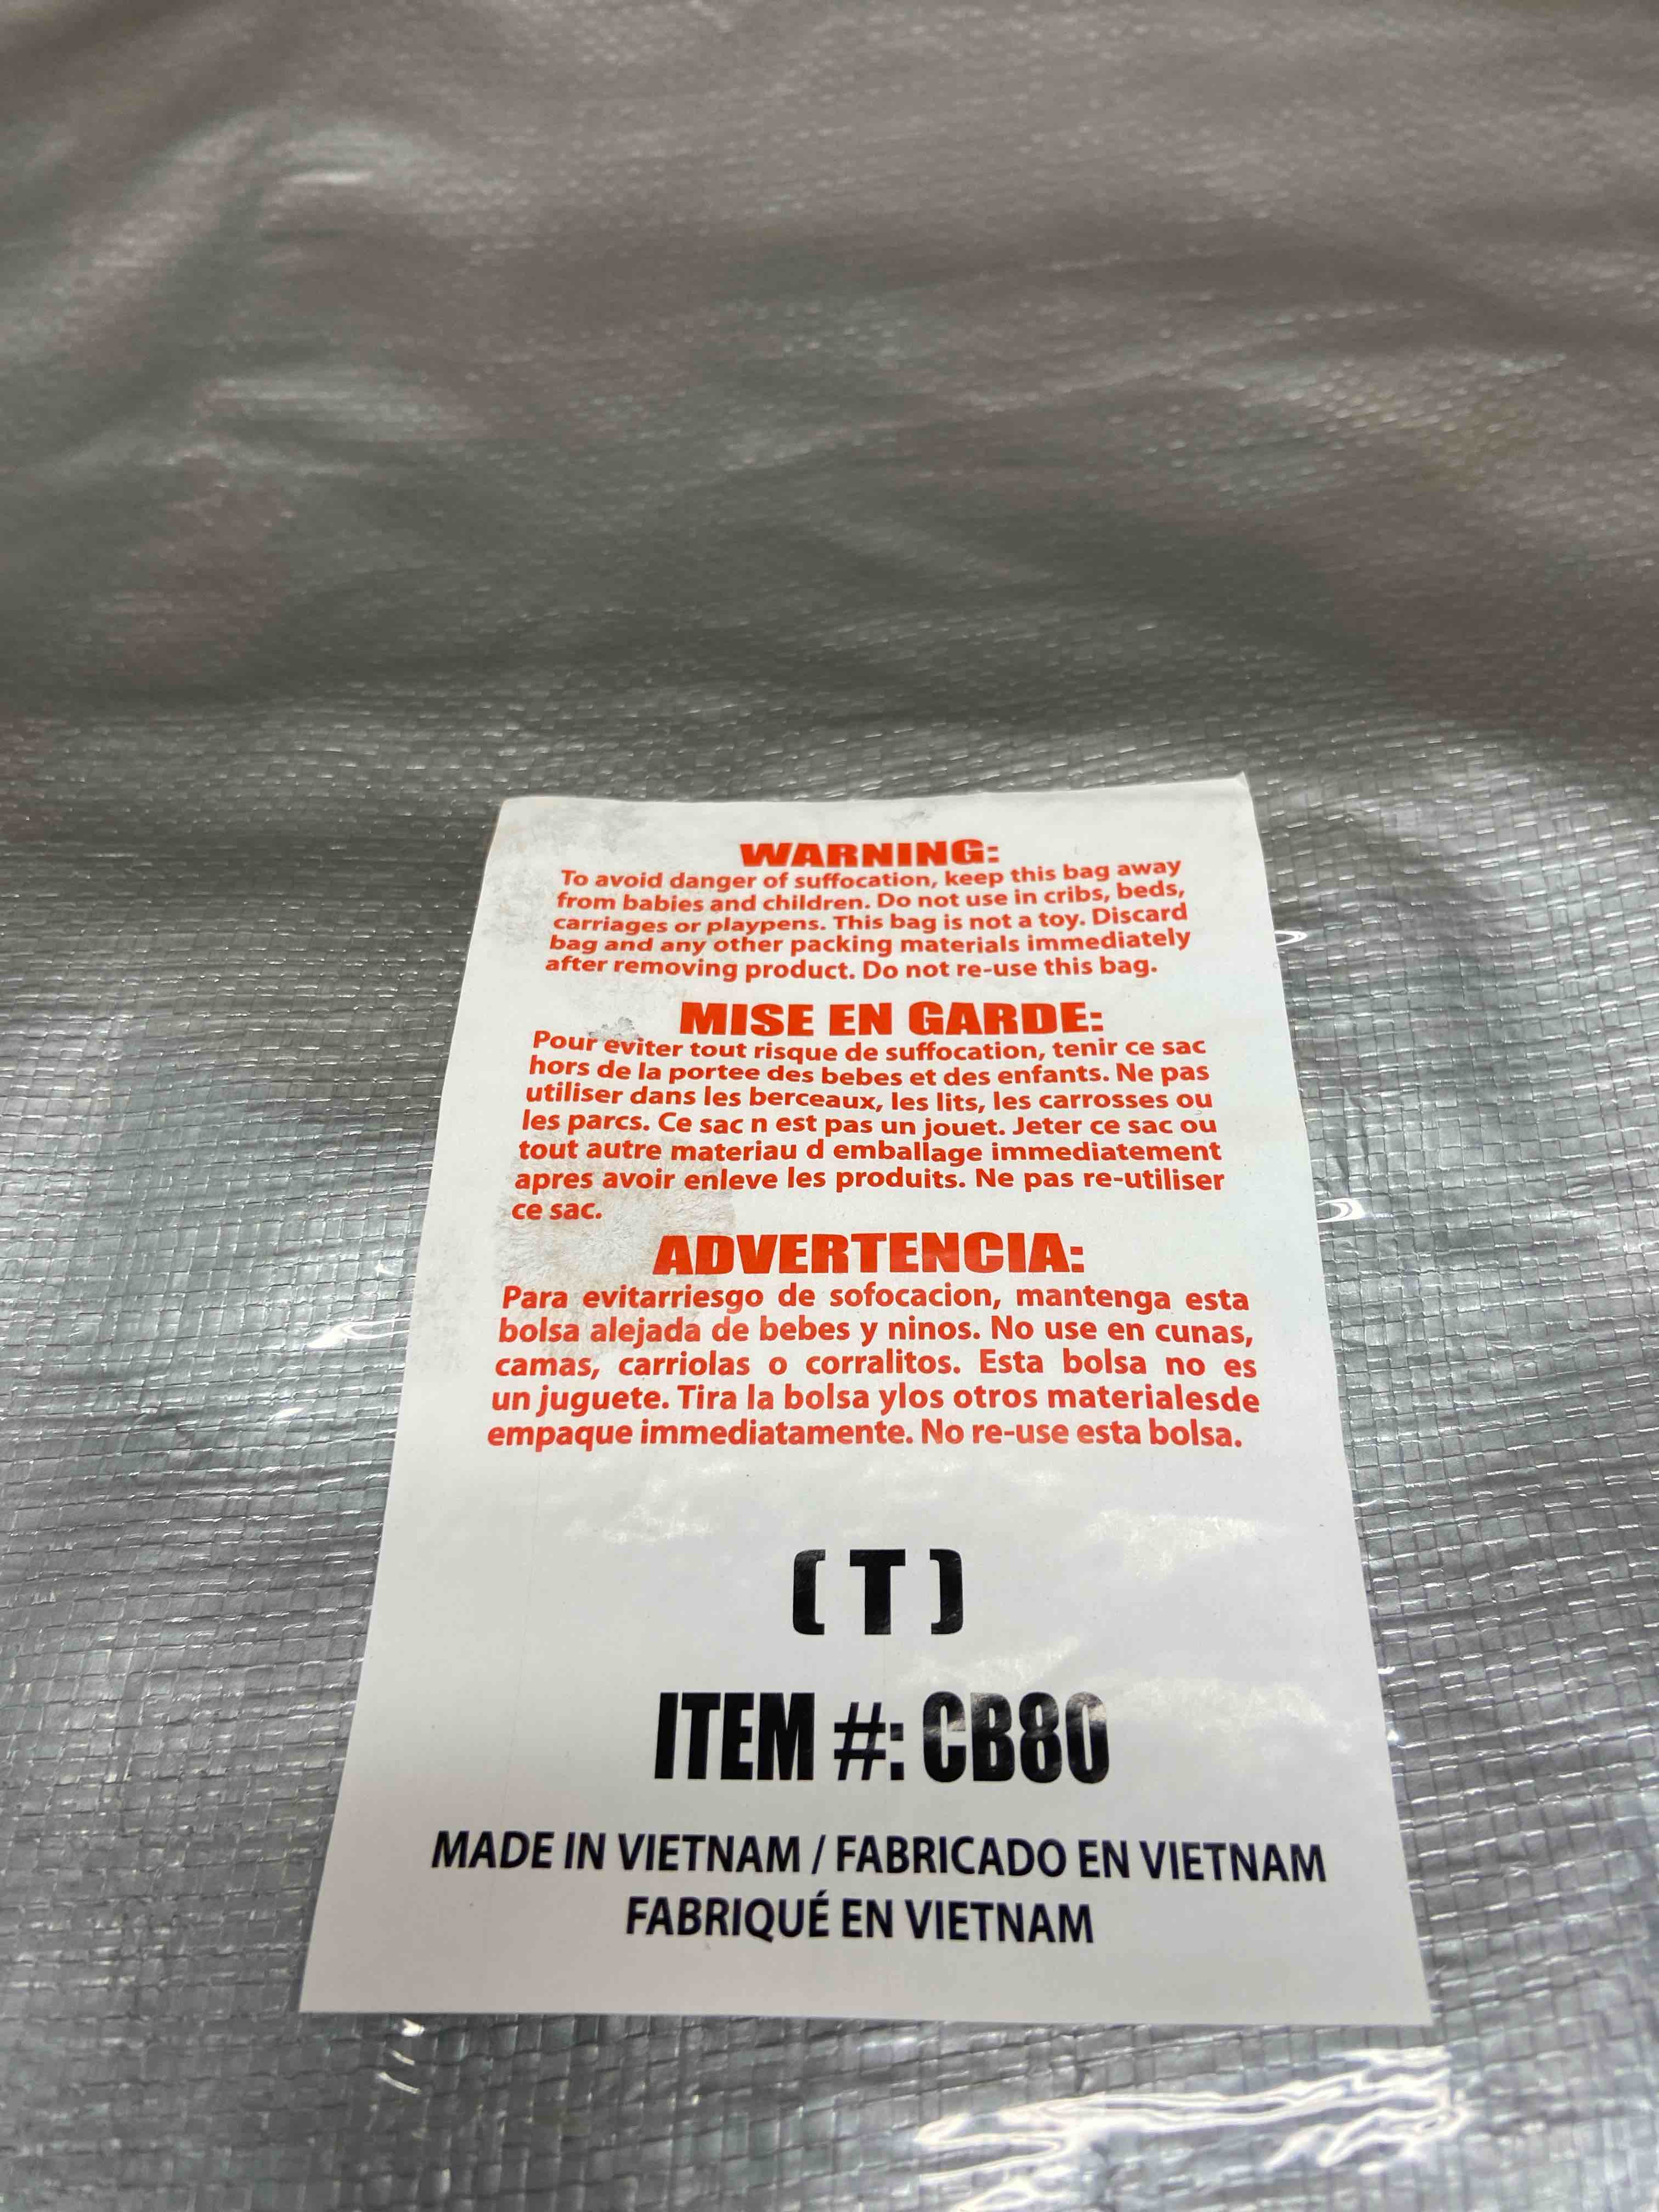 WARNING:
To avoid danger of suffocation, keep this bag away
from babies and children. Do not use in cribs, beds,
carriages or playpens. This bag is not a toy. Discard
bag and any other packing materials immediately
after removing product. Do not re-use this bag.
MISE EN GARDE:
Pour eviter tout risque de suffocation, tenir ce sac
hors de la portee des bebes et des enfants. Ne pas
utiliser dans les berceaux, les lits, les carrosses ou
les parcs. Ce sac n est pas un jouet. Jeter ce sac ou
tout autre materiau d emballage immediatement
apres avoir enleve les produits. Ne pas re-utiliser
ce sac.
ADVERTENCIA:
Para evitarriesgo de sofocacion, mantenga esta
bolsa alejada de bebes y ninos. No use en cunas,
camas, carriolas o corralitos. Esta bolsa no es
un juguete. Tira la bolsa ylos otros materialesde
empaque immediatamente. No re-use esta bolsa.
( T )
ITEM #: CB80
MADE IN VIETNAM / FABRICADO EN VIETNAM
FABRIQUÉ EN VIETNAM